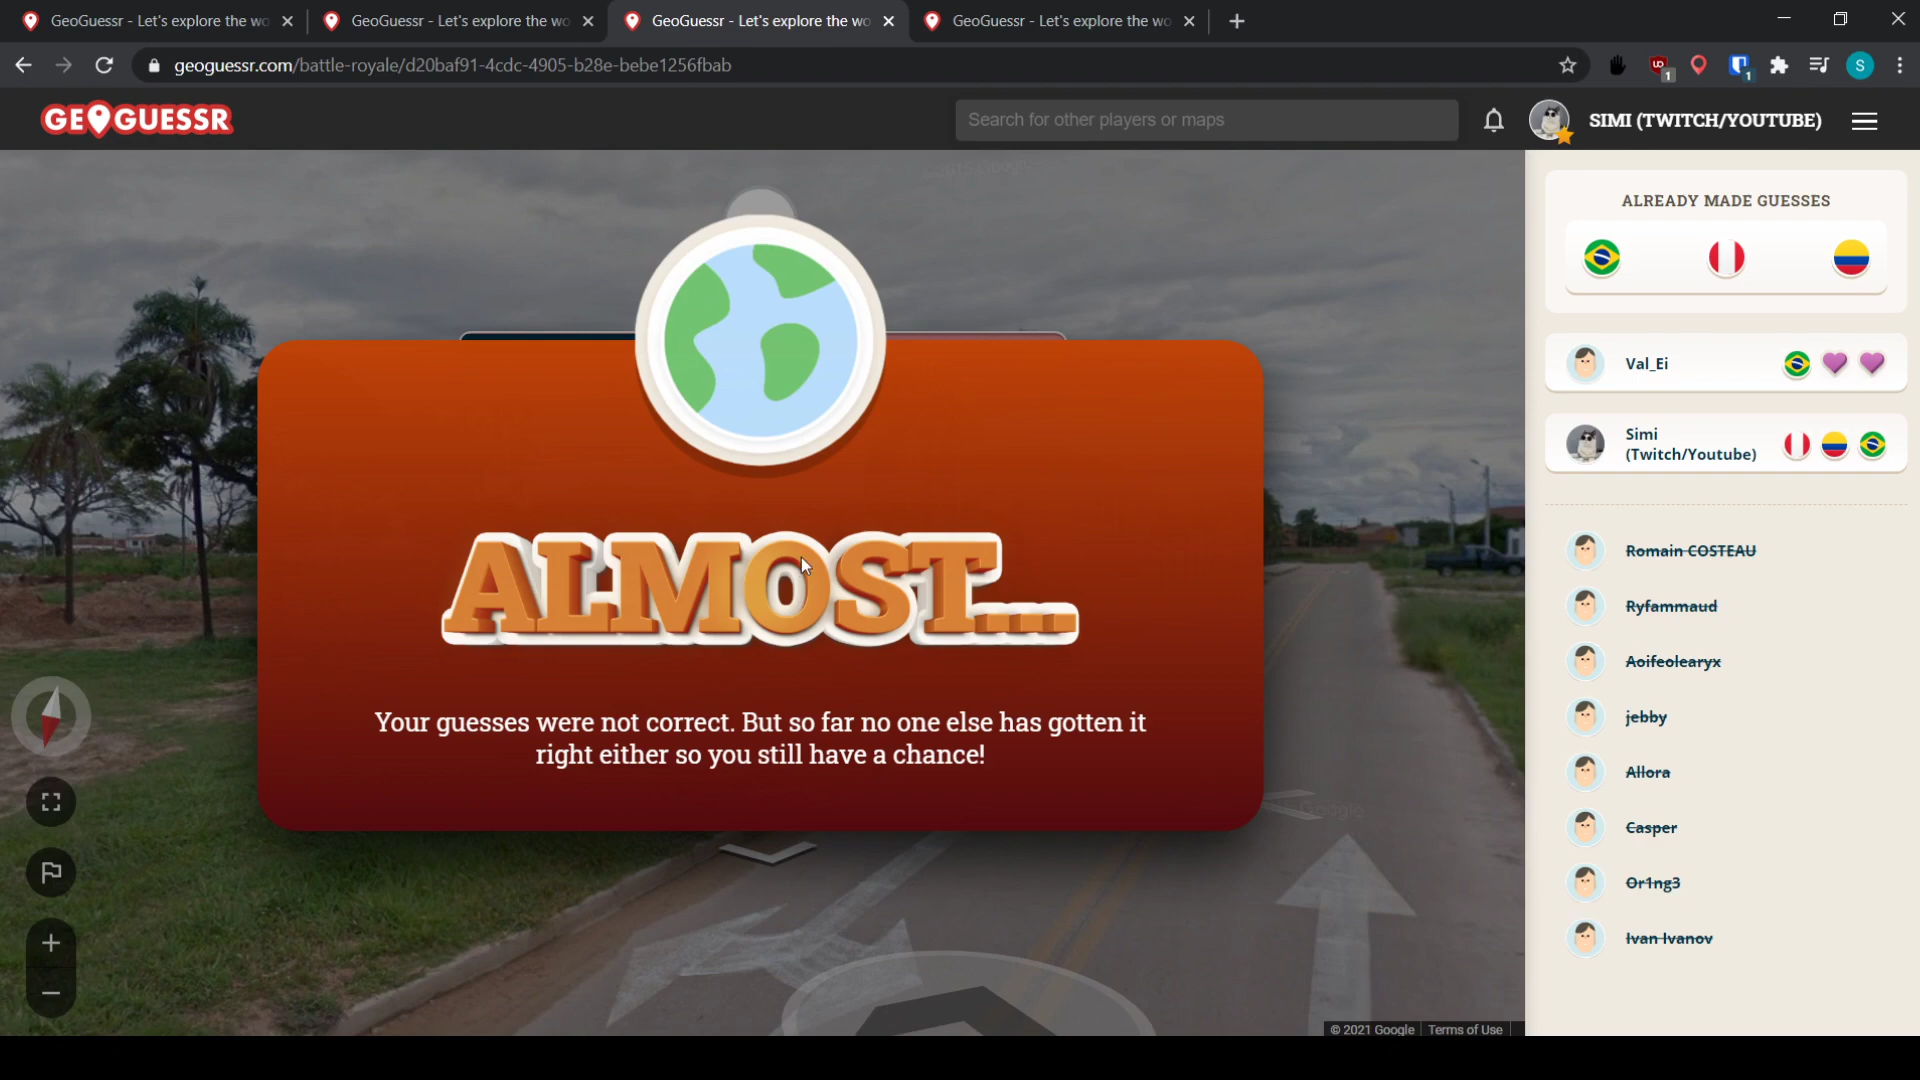 GeoGuessr - Let's explore the wo
GeoGuessr - Let's explore the wo
GeoGuessr - Let's explore the wo
GeoGuessr - Let's explore the wo
geoguessr.com/battle-royale/d20baf91-4cdc-4905-b28e-bebe1256fbab
1
1
S
GEOGUESSR
Search for other players or maps
SIMI (TWITCH/YOUTUBE)
ALREADY MADE GUESSES
Val_Ei
Simi
(Twitch/Youtube)
ALMOST...
Your guesses were not correct. But so far no one else has gotten it
right either so you still have a chance!
Romain COSTEAU
Ryfammaud
Aoifeolearyx
jebby
Allora
Casper
Or1ng3
Ivan Ivanov
Google
© 2021 Google
Terms of Use